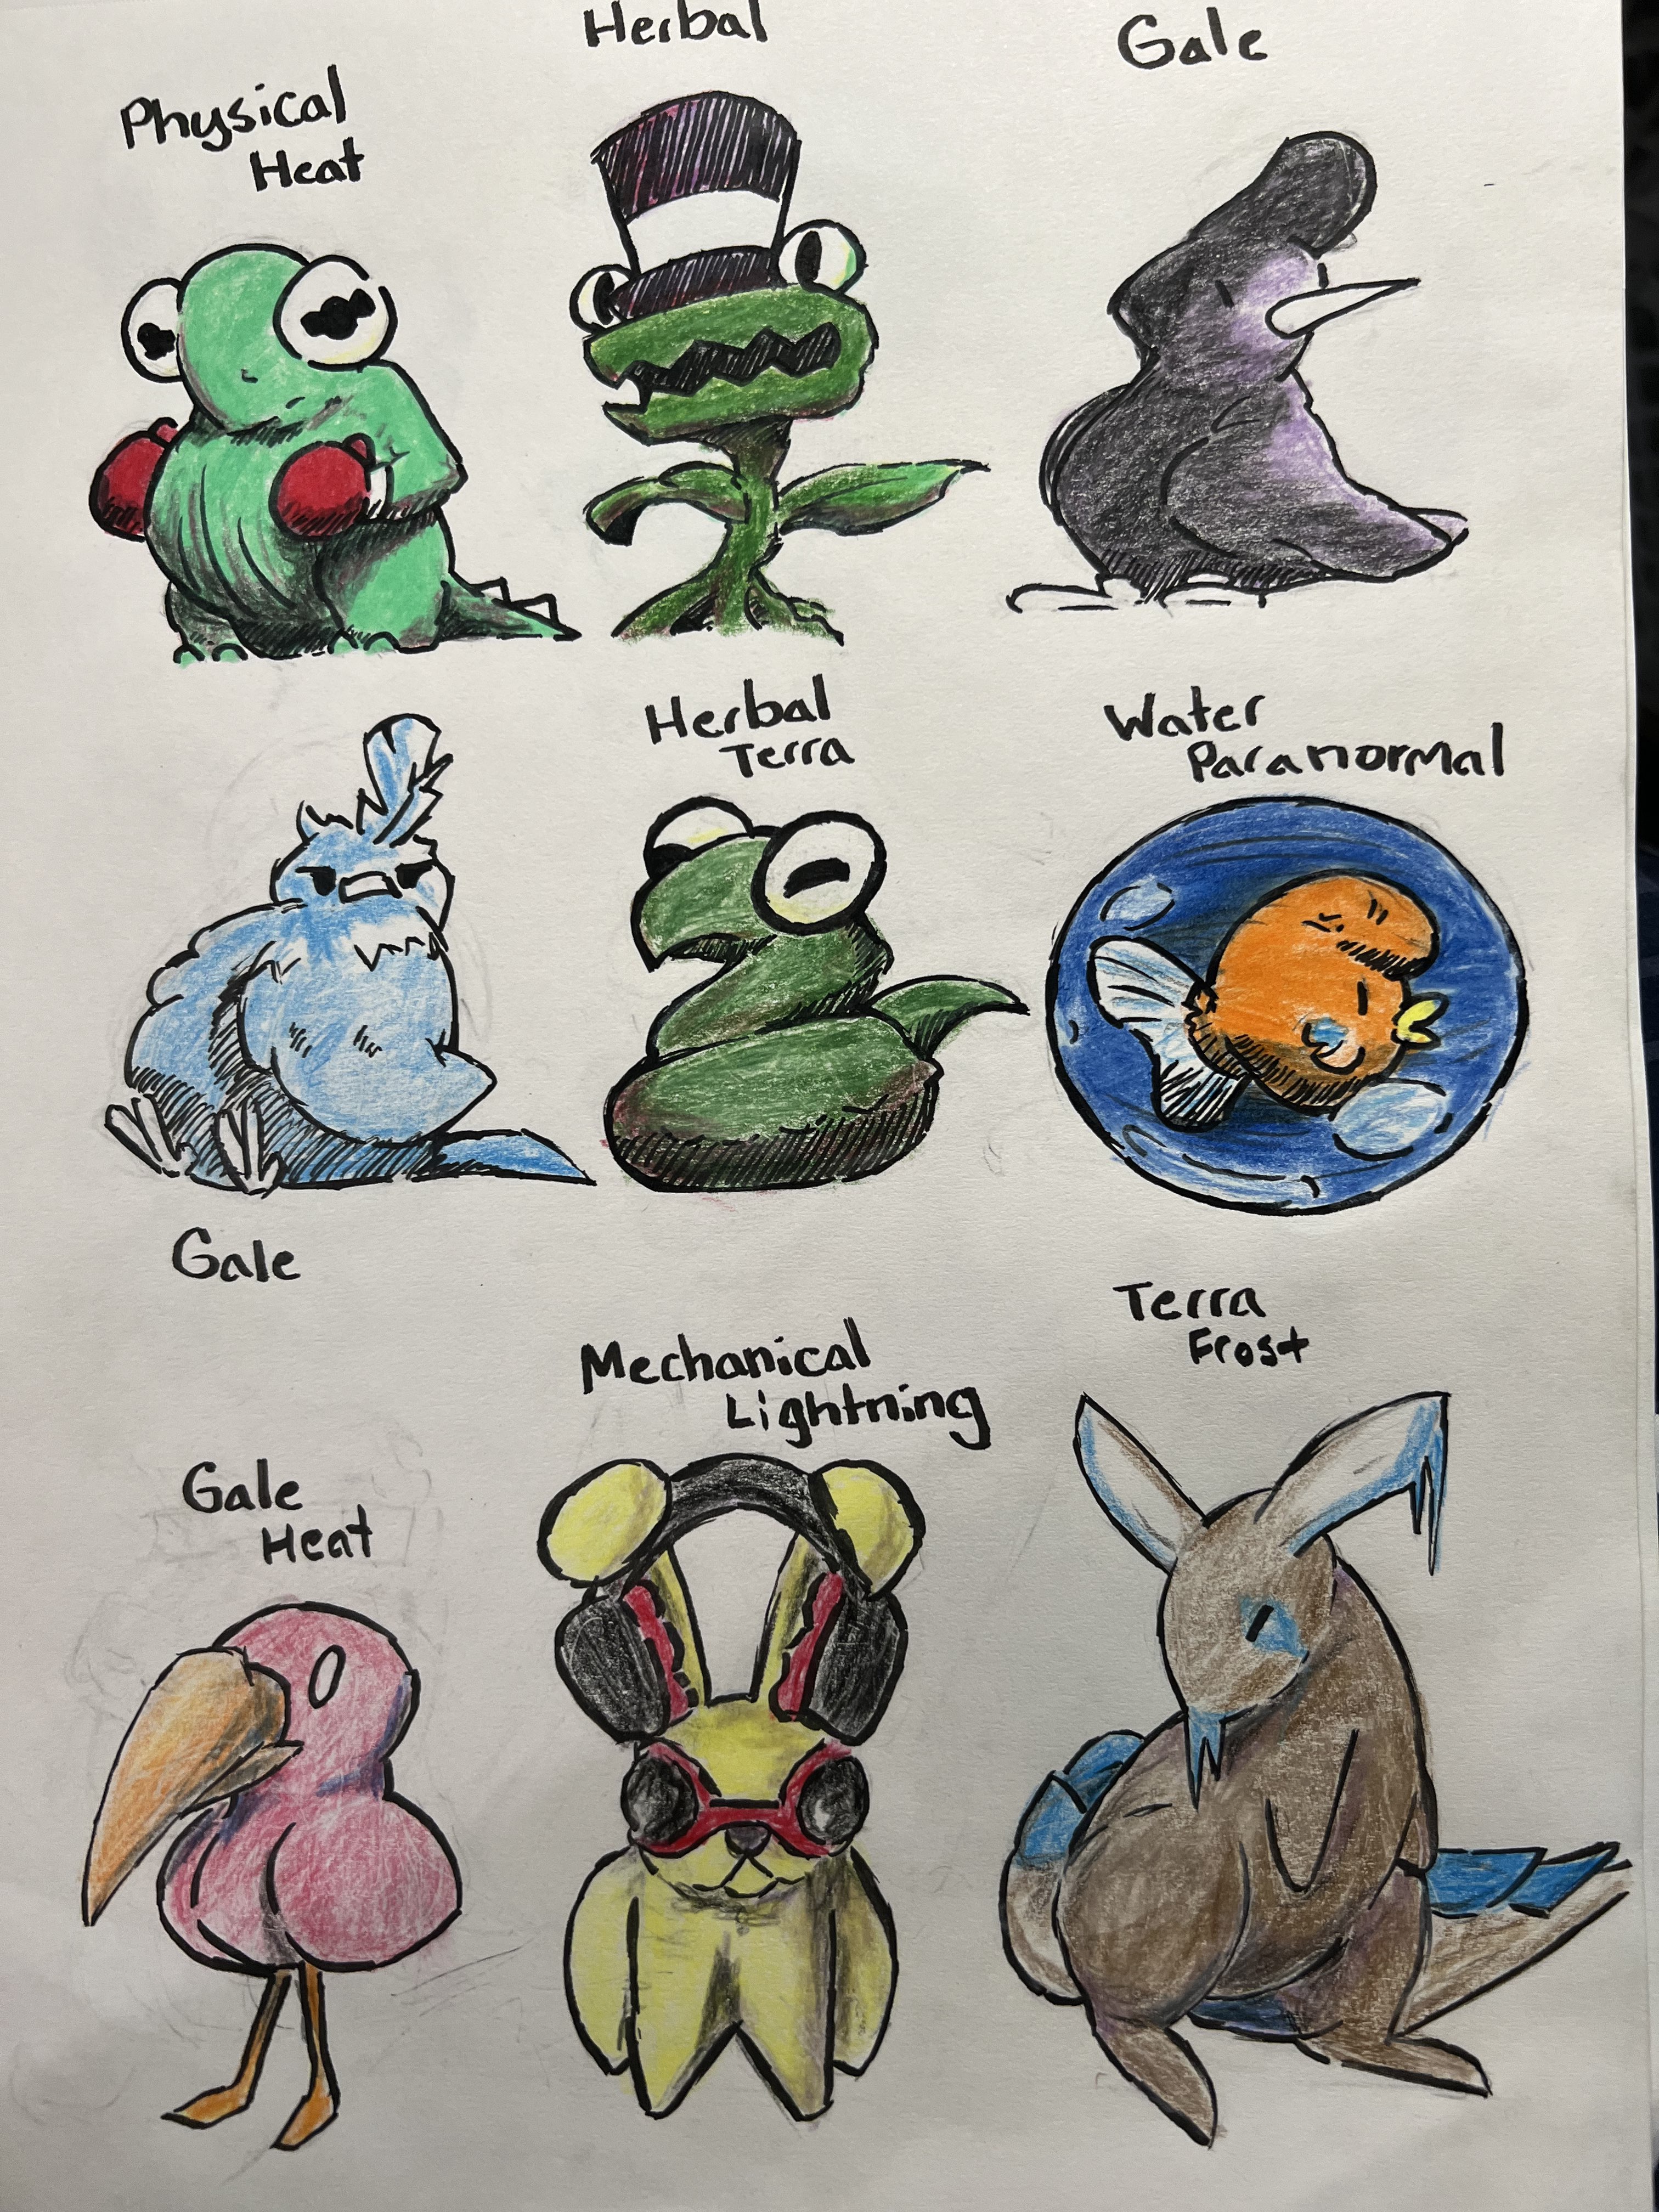 Herbal
Gale
Physical
Heat
Herbal
Terra
Water
Paranormal
Gale
Mechanical
Lightning
Terra
Frost
Gale
Heat